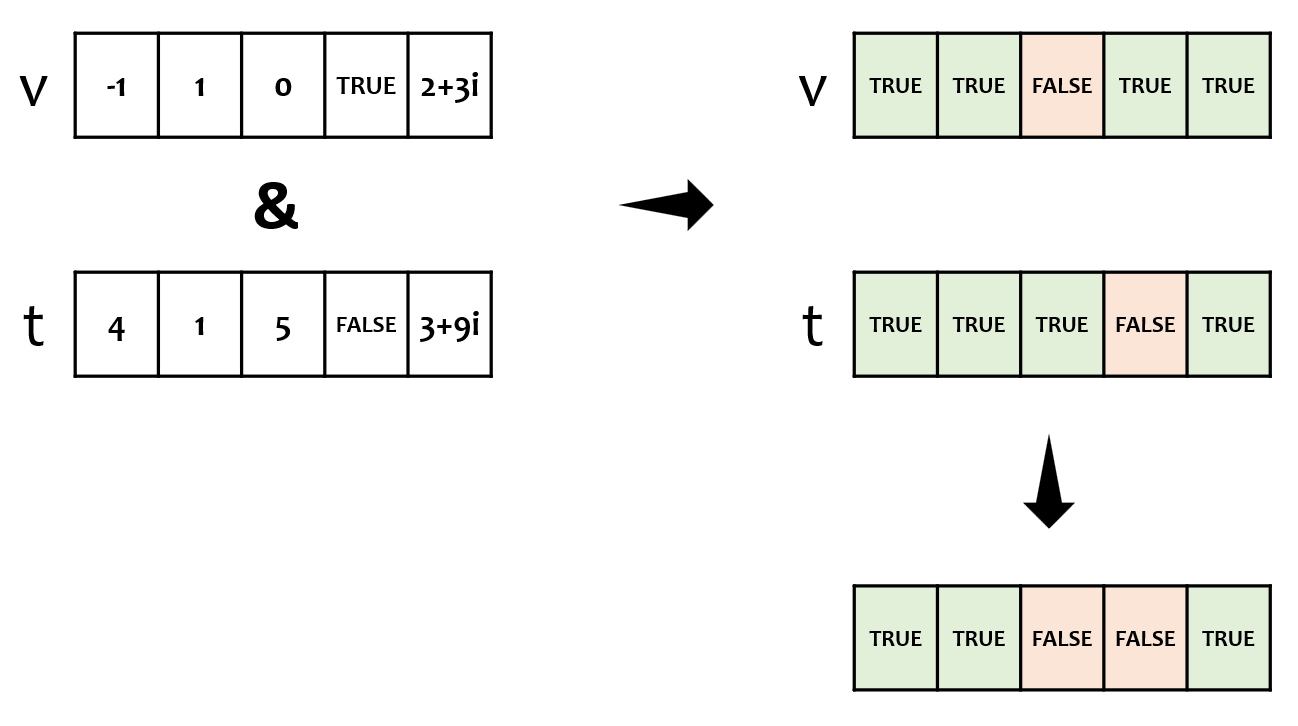 v -1 1 0 TRUE 2+3i
v TRUE TRUE FALSE TRUE TRUE
&
t 4 1 5 FALSE 3+9i
t TRUE TRUE TRUE FALSE TRUE
TRUE TRUE FALSE FALSE TRUE